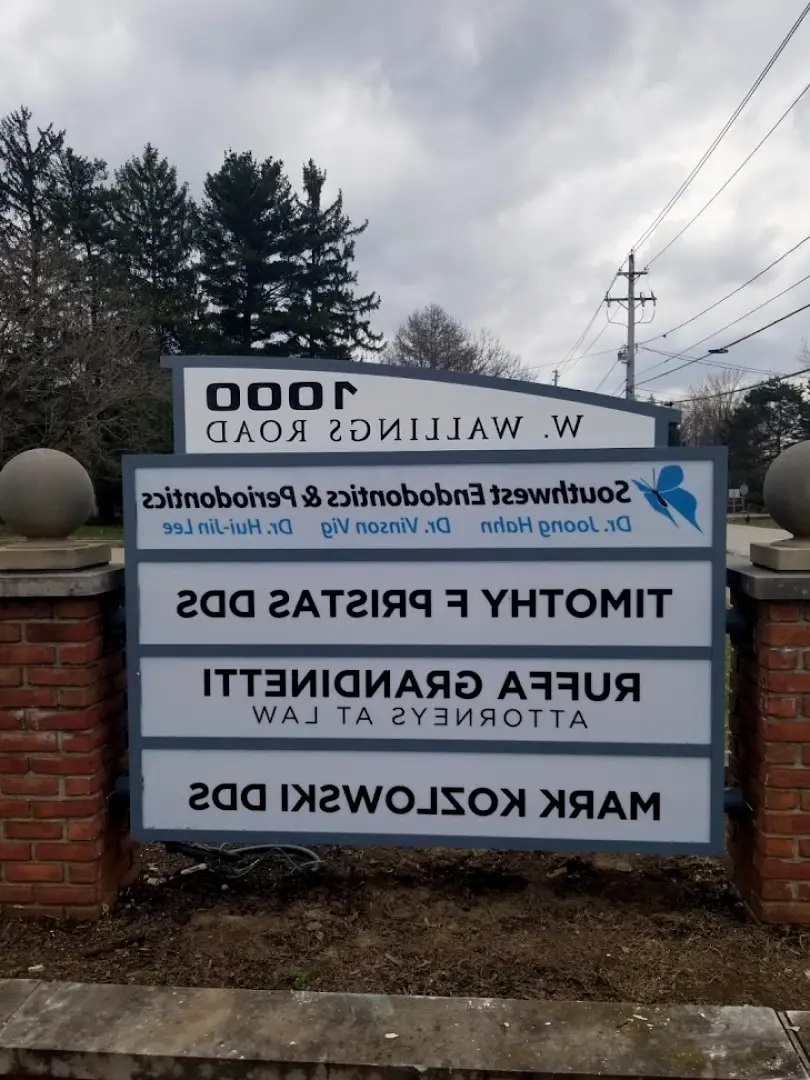 1000
W. WALLINGS ROAD
Southwest Endodontics & Periodontics
Dr. Joong Hahn Dr. Vinson Vig Dr. Hui-Jin Lee
TIMOTHY F PRISTAS DDS
RUFFA GRANDINETTI
ATTORNEYS AT LAW
MARK KOZLOWSKI DDS